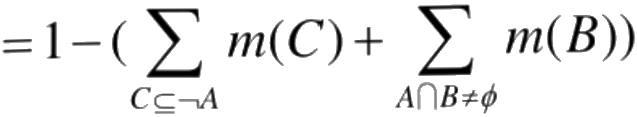 = 1 − ( ∑_{C⊆¬A} m(C) + ∑_{A⋂B≠ϕ} m(B))